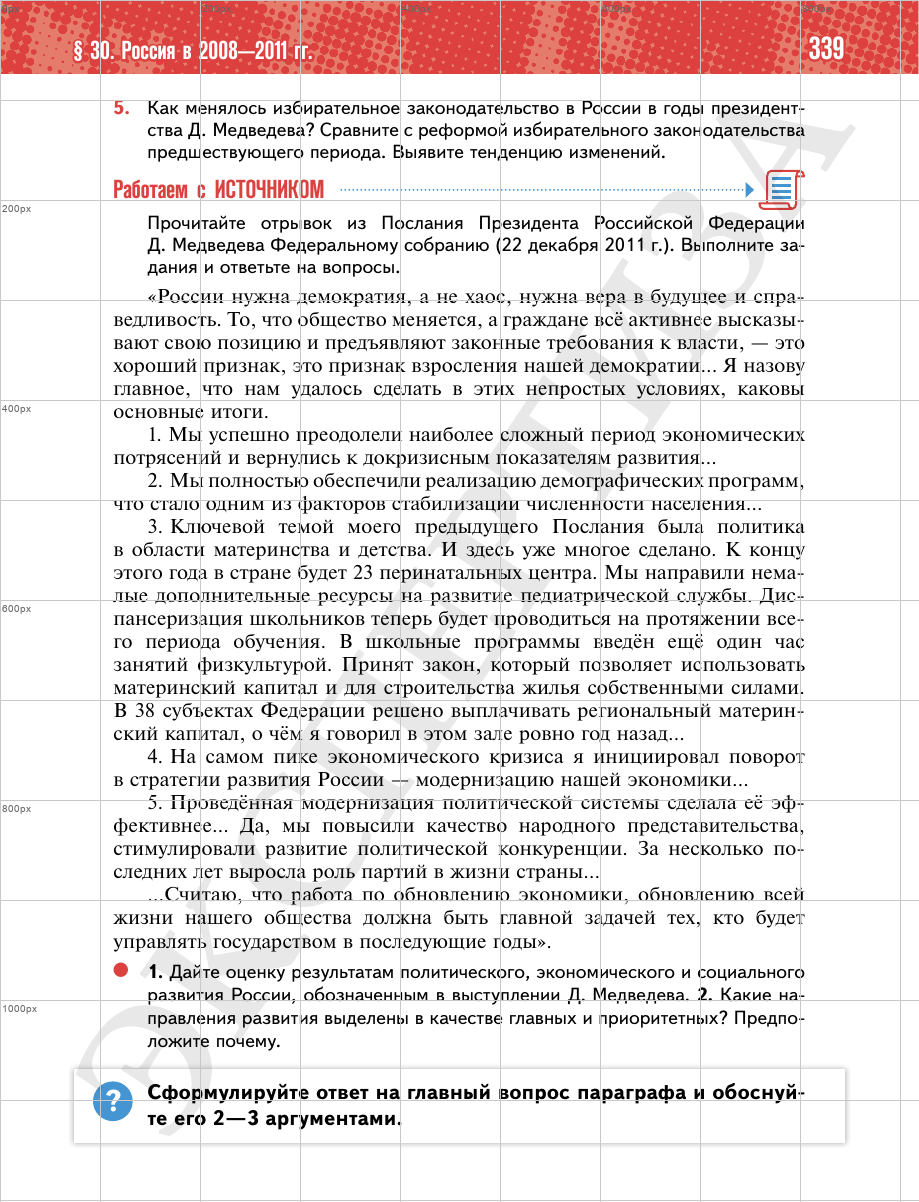 § 30. Россия в 2008—2011 гг.
339
5. Как менялось избирательное законодательство в России в годы президент-
ства Д. Медведева? Сравните с реформой избирательного законодательства
предшествующего периода. Выявите тенденцию изменений.
Работаем с ИСТОЧНИКОМ
200px
Прочитайте отрывок из Послания Президента Российской Федерации
Д. Медведева Федеральному собранию (22 декабря 2011 г.). Выполните за-
дания и ответьте на вопросы.
«России нужна демократия, а не хаос, нужна вера в будущее и спра-
ведливость. То, что общество меняется, а граждане всё активнее высказы-
вают свою позицию и предъявляют законные требования к власти, — это
хороший признак, это признак взросления нашей демократии... Я назову
главное, что нам удалось сделать в этих непростых условиях, каковы
400px
основные итоги.
1. Мы успешно преодолели наиболее сложный период экономических
потрясений и вернулись к докризисным показателям развития...
2. Мы полностью обеспечили реализацию демографических программ,
что стало одним из факторов стабилизации численности населения...
3. Ключевой темой моего предыдущего Послания была политика
в области материнства и детства. И здесь уже многое сделано. К концу
этого года в стране будет 23 перинатальных центра. Мы направили нема-
лые дополнительные ресурсы на развитие педиатрической службы. Дис-
600px
пансеризация школьников теперь будет проводиться на протяжении все-
го периода обучения. В школьные программы введён ещё один час
занятий физкультурой. Принят закон, который позволяет использовать
материнский капитал и для строительства жилья собственными силами.
В 38 субъектах Федерации решено выплачивать региональный материн-
ский капитал, о чём я говорил в этом зале ровно год назад...
4. На самом пике экономического кризиса я инициировал поворот
в стратегии развития России — модернизацию нашей экономики...
5. Проведённая модернизация политической системы сделала её эф-
800px
фективнее... Да, мы повысили качество народного представительства,
стимулировали развитие политической конкуренции. За несколько по-
следних лет выросла роль партий в жизни страны...
...Считаю, что работа по обновлению экономики, обновлению всей
жизни нашего общества должна быть главной задачей тех, кто будет
управлять государством в последующие годы».
1. Дайте оценку результатам политического, экономического и социального
развития России, обозначенным в выступлении Д. Медведева. 2. Какие на-
1000px
правления развития выделены в качестве главных и приоритетных? Предпо-
ложите почему.
? Сформулируйте ответ на главный вопрос параграфа и обоснуй-
те его 2—3 аргументами.
ЭКСПЕРТИЗА